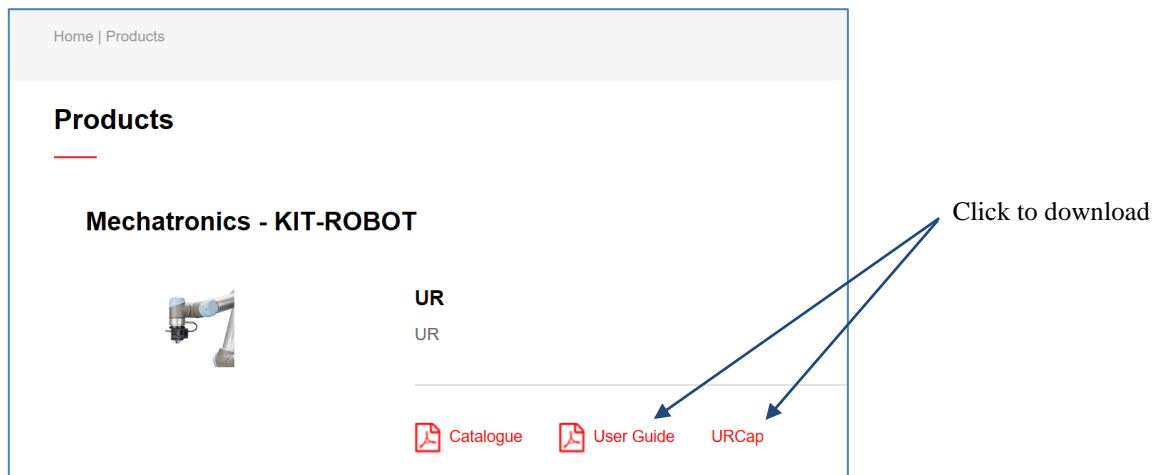 Home | Products
Products
Mechatronics - KIT-ROBOT
Click to download
UR
UR
Catalogue User Guide URCap